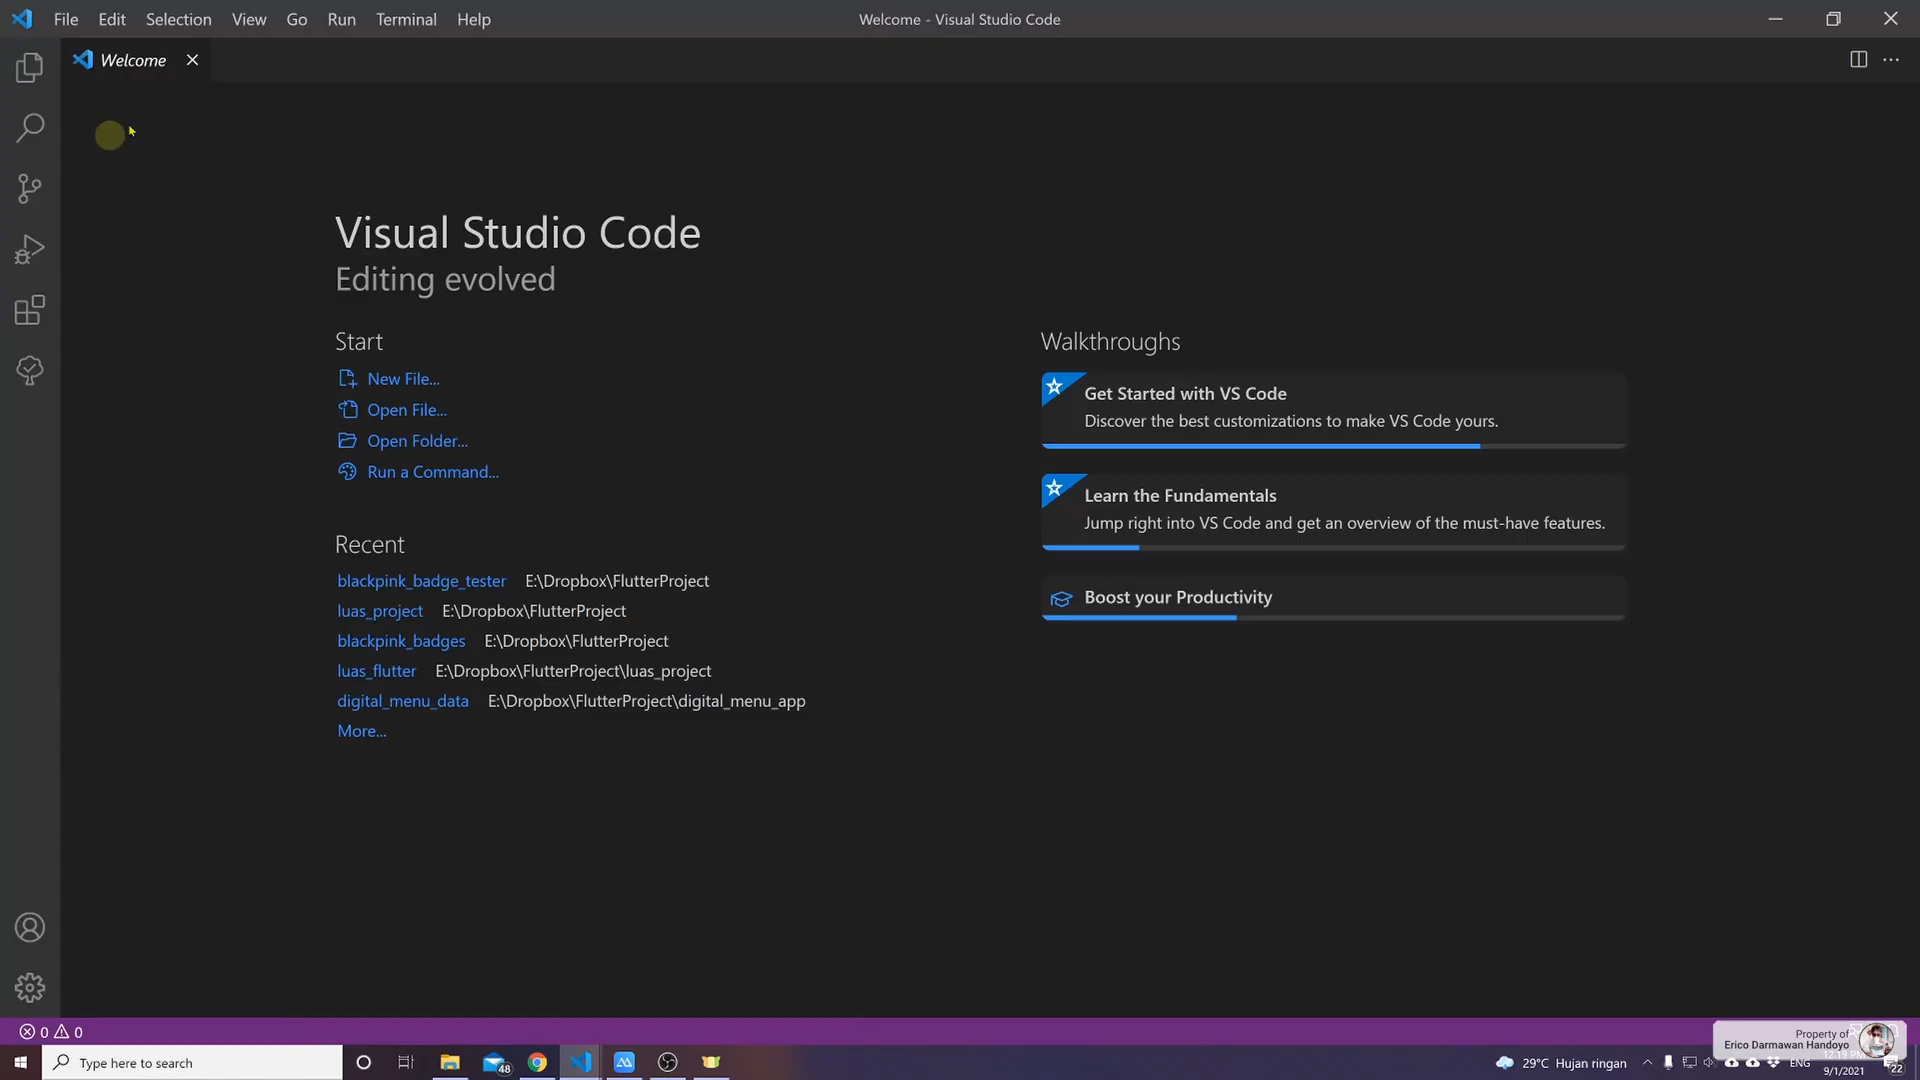 File Edit Selection View Go Run Terminal Help
Welcome - Visual Studio Code
Welcome
Visual Studio Code
Editing evolved
Start
New File...
Open File...
Open Folder...
Run a Command...
Recent
blackpink_badge_tester E:\Dropbox\FlutterProject
luas_project E:\Dropbox\FlutterProject
blackpink_badges E:\Dropbox\FlutterProject
luas_flutter E:\Dropbox\FlutterProject\luas_project
digital_menu_data E:\Dropbox\FlutterProject\digital_menu_app
More...
Walkthroughs
Get Started with VS Code
Discover the best customizations to make VS Code yours.
Learn the Fundamentals
Jump right into VS Code and get an overview of the must-have features.
Boost your Productivity
0 0
Property of
Erico Darmawan Handoyo
Type here to search
48
29°C Hujan ringan
ENG
12:19 PM
9/1/2021
22